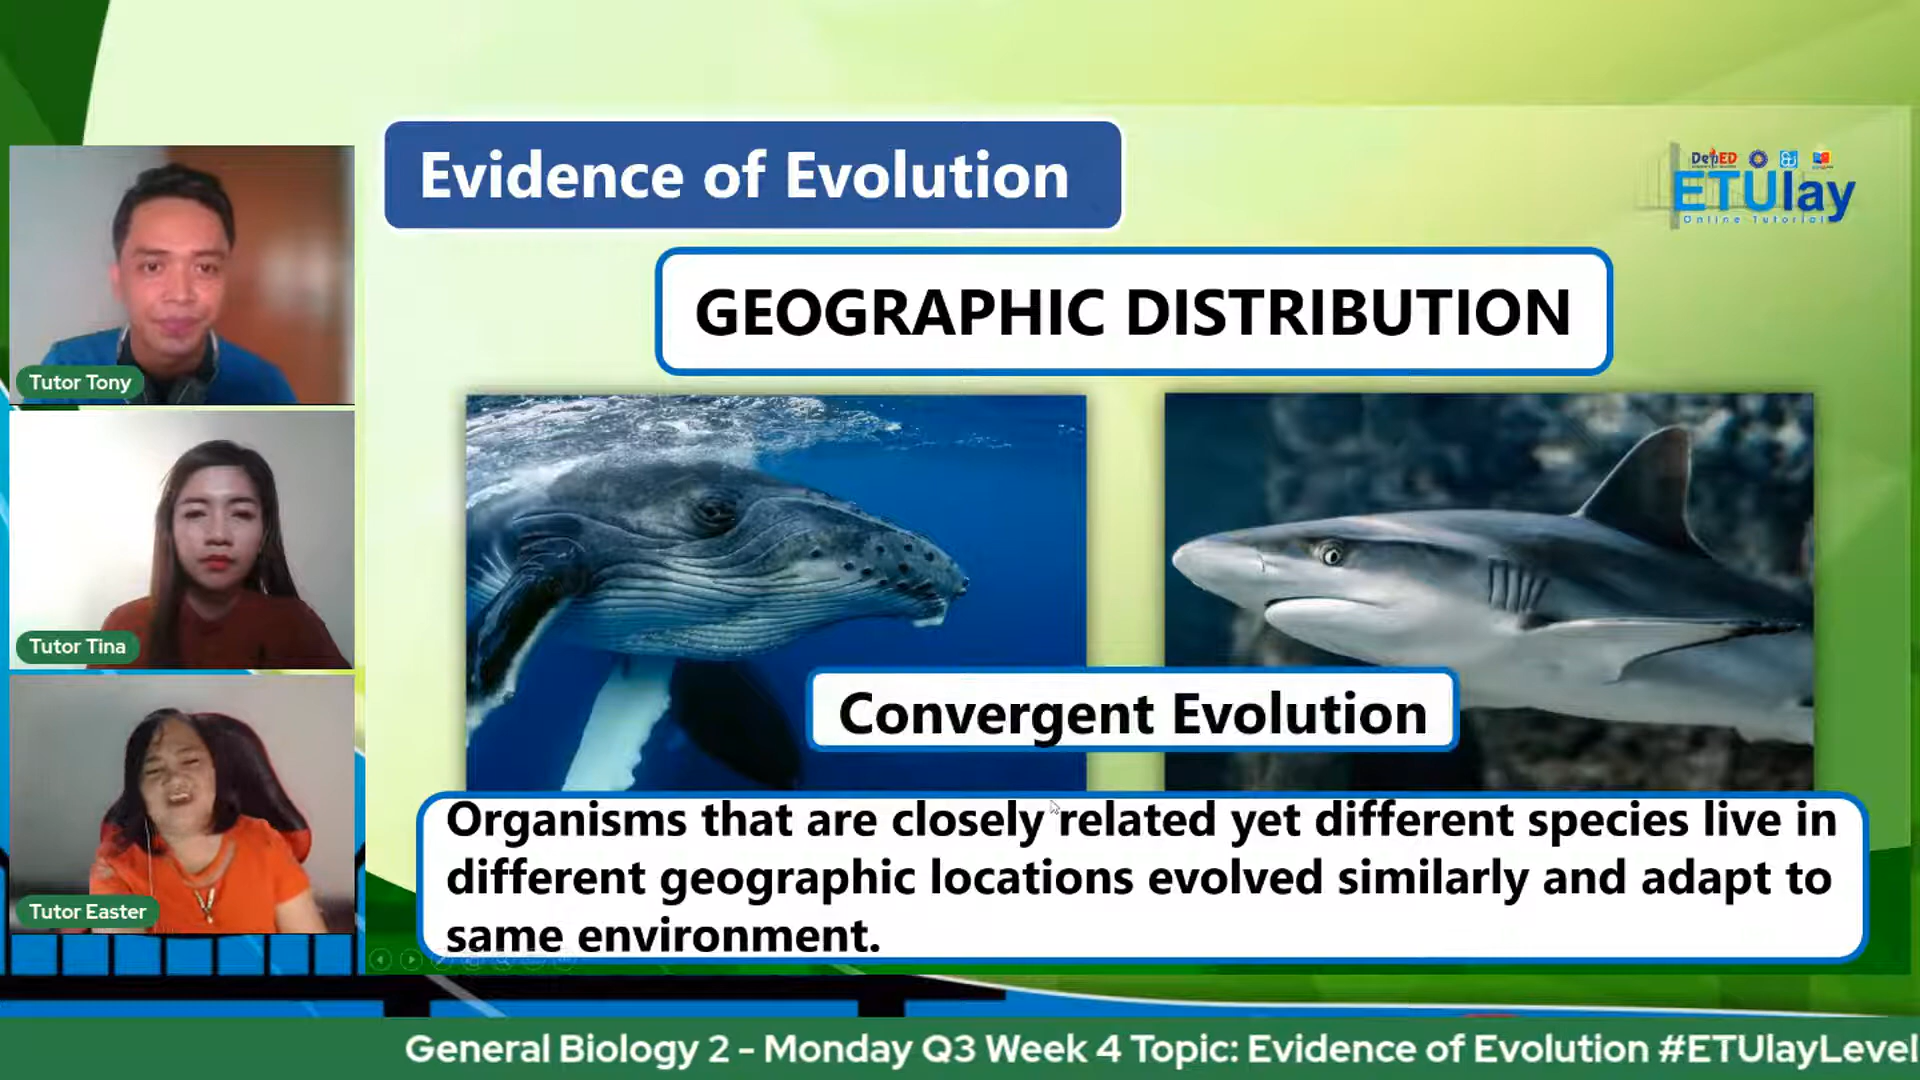 Evidence of Evolution
DepED
ETUlay
Online Tutorial
GEOGRAPHIC DISTRIBUTION
Tutor Tony
Tutor Tina
Tutor Easter
Convergent Evolution
Organisms that are closely related yet different species live in
different geographic locations evolved similarly and adapt to
same environment.
General Biology 2 - Monday Q3 Week 4 Topic: Evidence of Evolution #ETUlayLevel